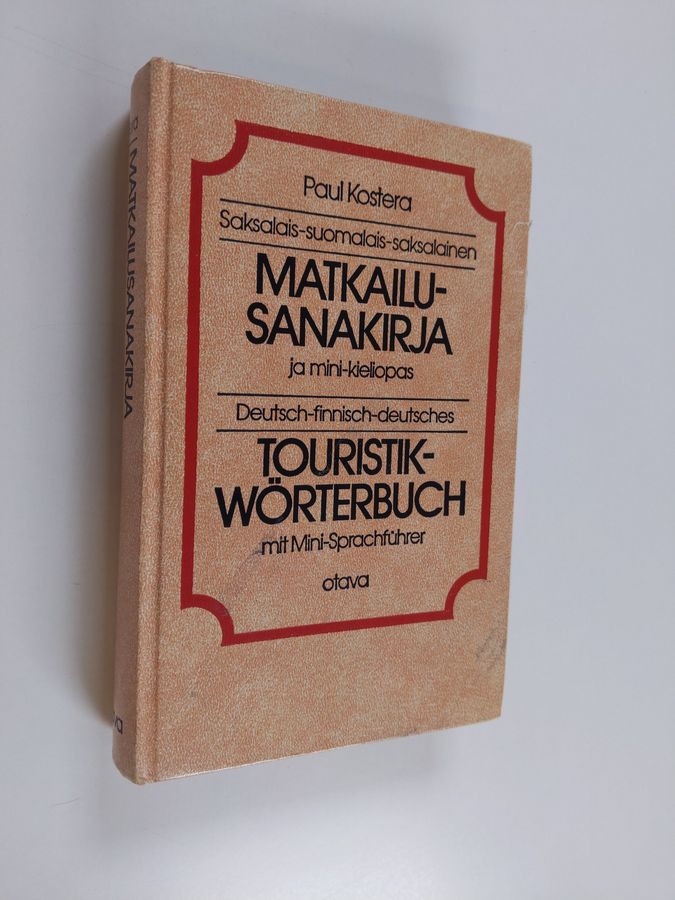 Paul Kostera
Saksalais-suomalais-saksalainen
MATKAILU-
SANAKIRJA
ja mini-kieliopas
Deutsch-finnisch-deutsches
TOURISTIK-
WÖRTERBUCH
mit Mini-Sprachführer
otava
MATKAILUSANAKIRJA